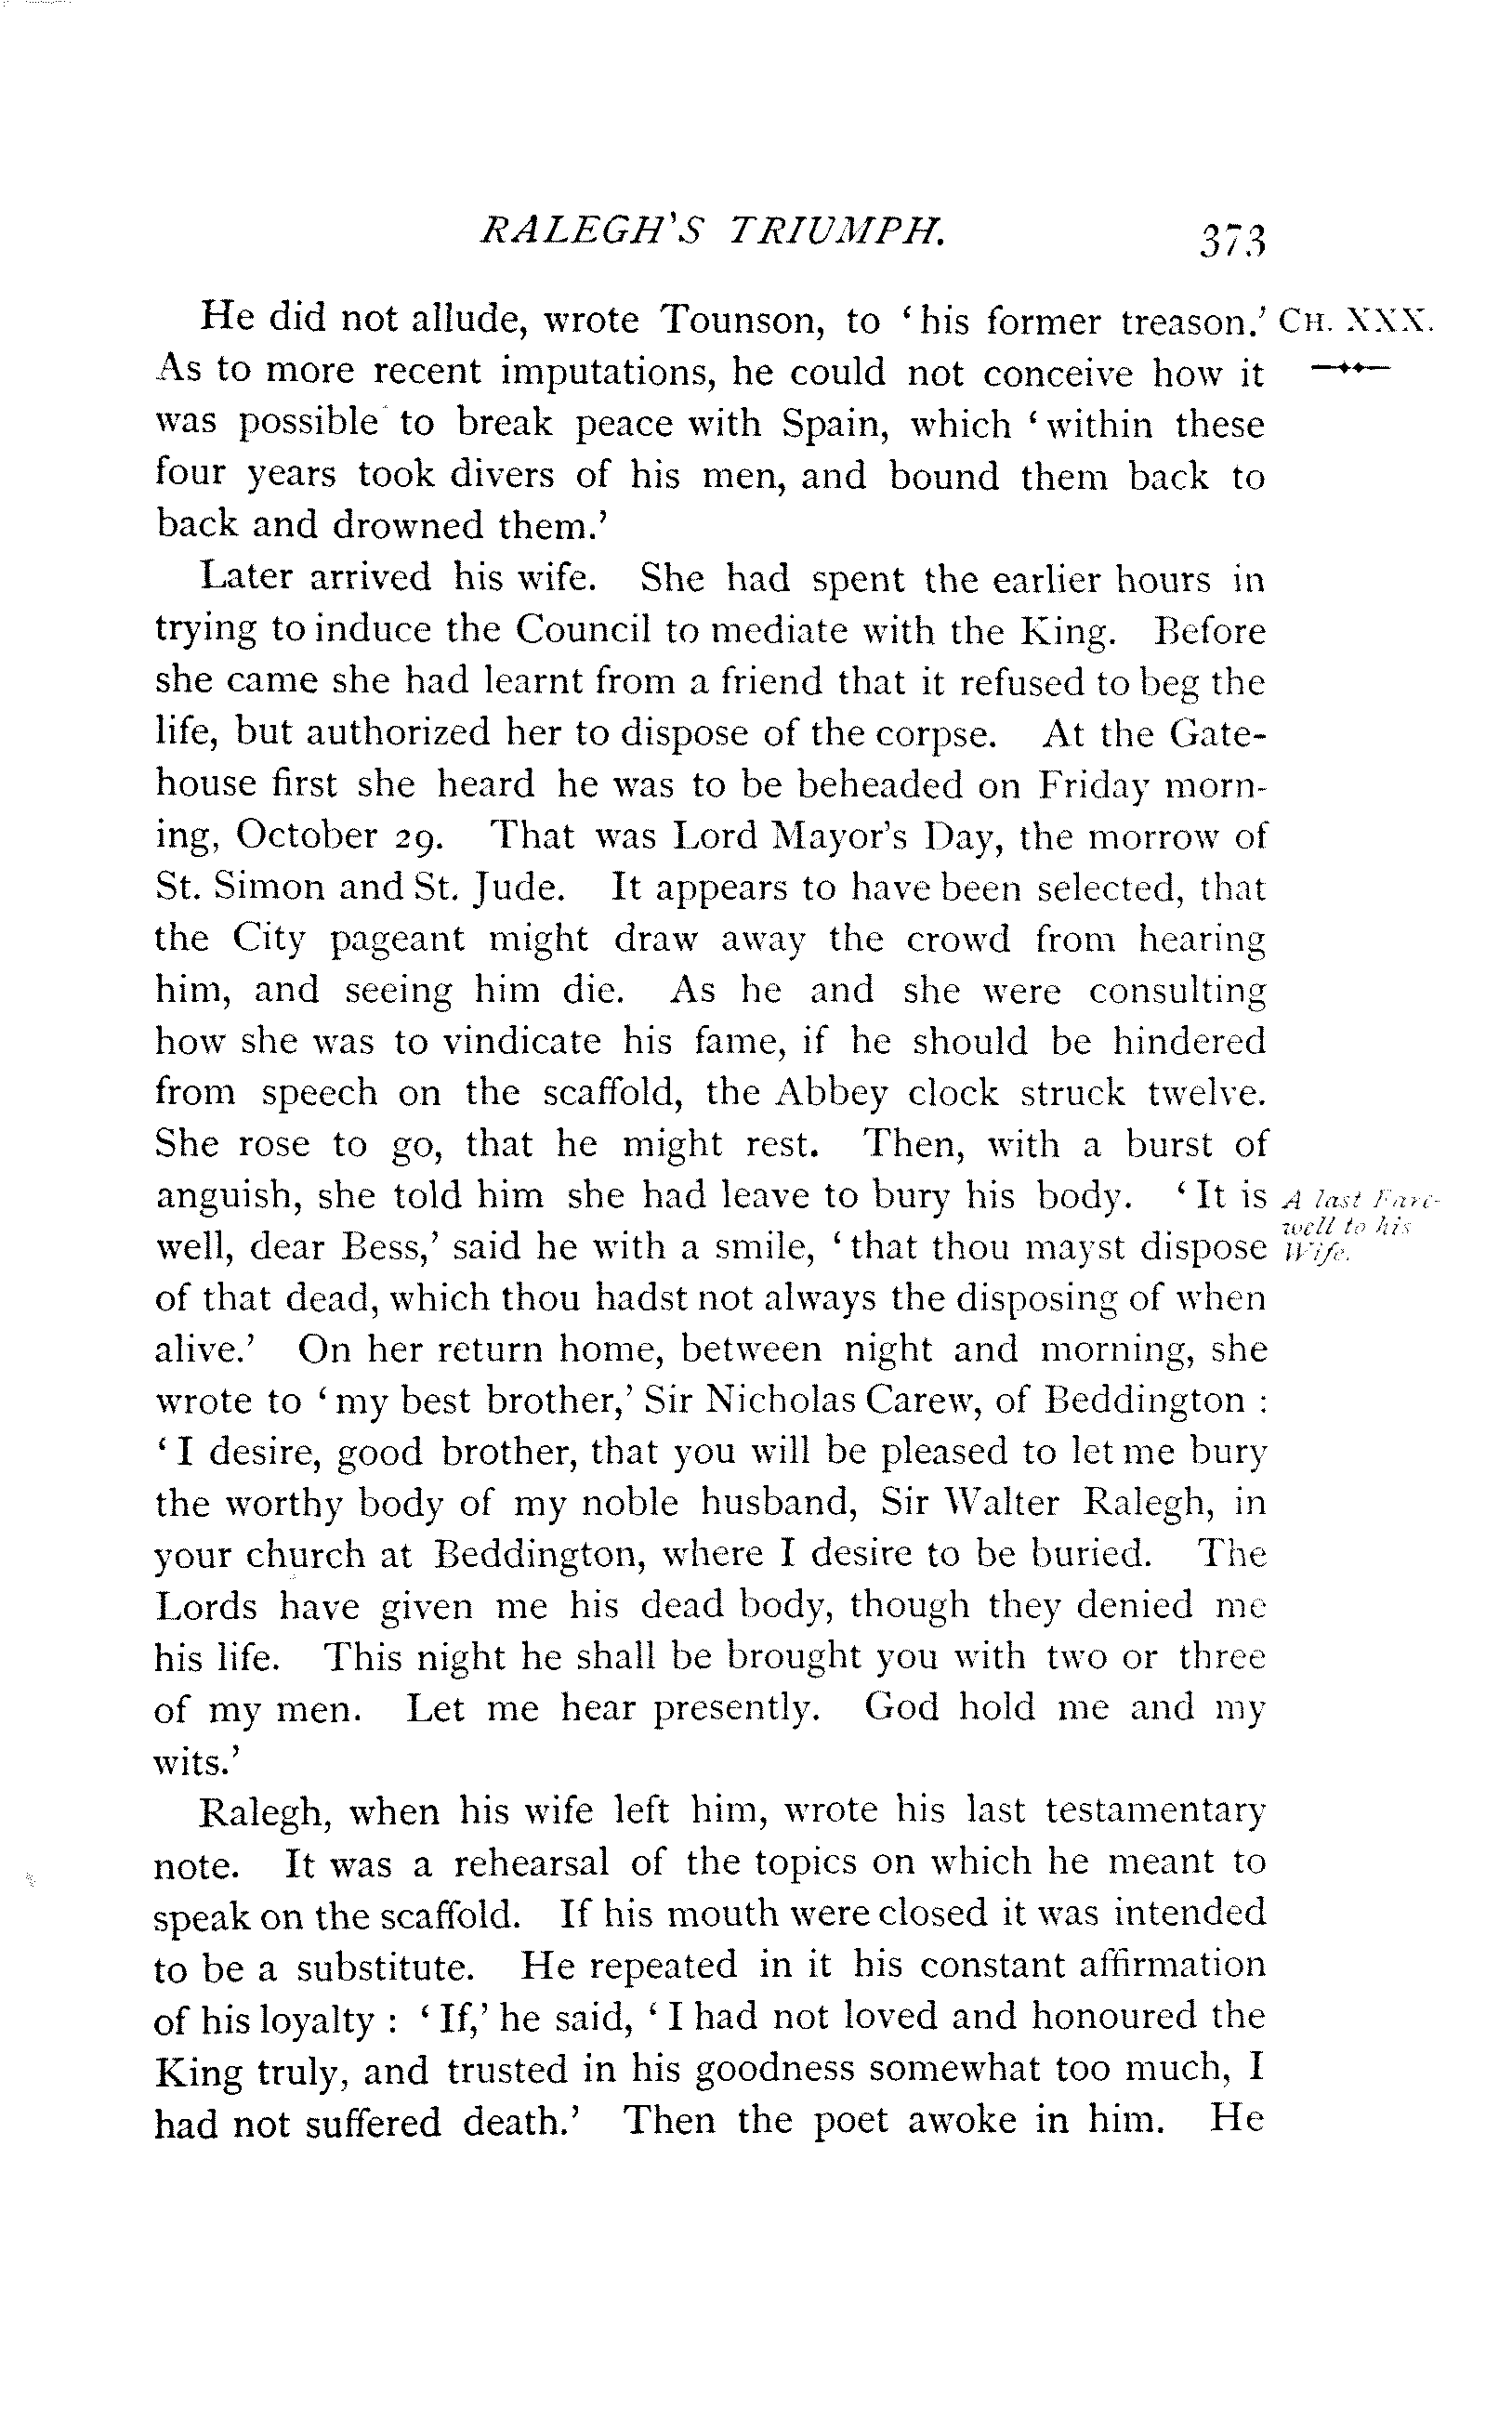 RALEGH'S TRIUMPH. 373
He did not allude, wrote Tounson, to ‘his former treason.’ CH. XXX.
As to more recent imputations, he could not conceive how it
was possible to break peace with Spain, which ‘within these
four years took divers of his men, and bound them back to
back and drowned them.’
Later arrived his wife. She had spent the earlier hours in
trying to induce the Council to mediate with the King. Before
she came she had learnt from a friend that it refused to beg the
life, but authorized her to dispose of the corpse. At the Gate-
house first she heard he was to be beheaded on Friday morn-
ing, October 29. That was Lord Mayor's Day, the morrow of
St. Simon and St. Jude. It appears to have been selected, that
the City pageant might draw away the crowd from hearing
him, and seeing him die. As he and she were consulting
how she was to vindicate his fame, if he should be hindered
from speech on the scaffold, the Abbey clock struck twelve.
She rose to go, that he might rest. Then, with a burst of
anguish, she told him she had leave to bury his body. ‘It is
well, dear Bess,’ said he with a smile, ‘that thou mayst dispose
of that dead, which thou hadst not always the disposing of when
alive.’ On her return home, between night and morning, she
wrote to ‘my best brother,’ Sir Nicholas Carew, of Beddington :
‘I desire, good brother, that you will be pleased to let me bury
the worthy body of my noble husband, Sir Walter Ralegh, in
your church at Beddington, where I desire to be buried. The
Lords have given me his dead body, though they denied me
his life. This night he shall be brought you with two or three
of my men. Let me hear presently. God hold me and my
wits.’
Ralegh, when his wife left him, wrote his last testamentary
note. It was a rehearsal of the topics on which he meant to
speak on the scaffold. If his mouth were closed it was intended
to be a substitute. He repeated in it his constant affirmation
of his loyalty : ‘If,’ he said, ‘I had not loved and honoured the
King truly, and trusted in his goodness somewhat too much, I
had not suffered death.’ Then the poet awoke in him. He
A last Fare-
well to his
Wife.